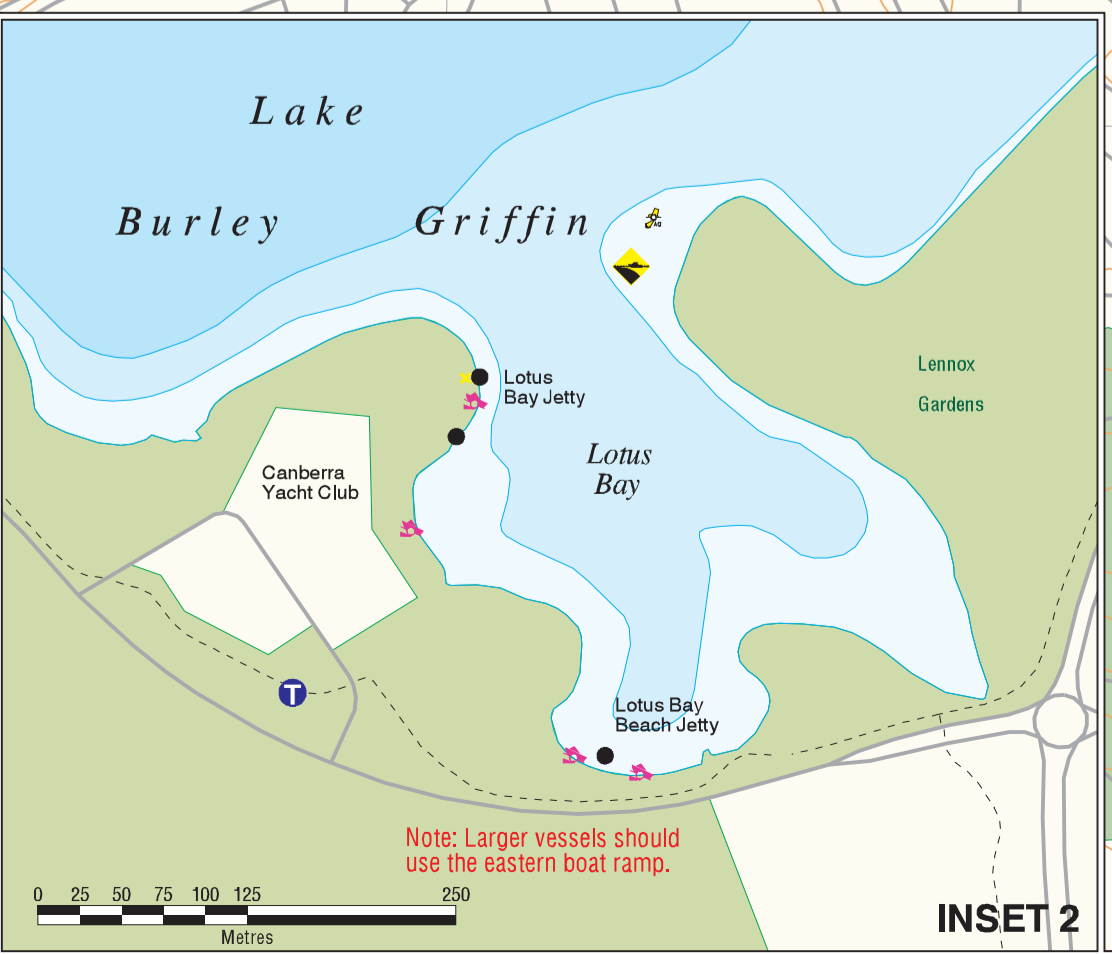 Lake
Burley Griffin
Lennox
Gardens
Lotus
Bay Jetty
Lotus
Bay
Canberra
Yacht Club
T
Lotus Bay
Beach Jetty
Note: Larger vessels should
use the eastern boat ramp.
0 25 50 75 100 125 250
Metres
INSET 2